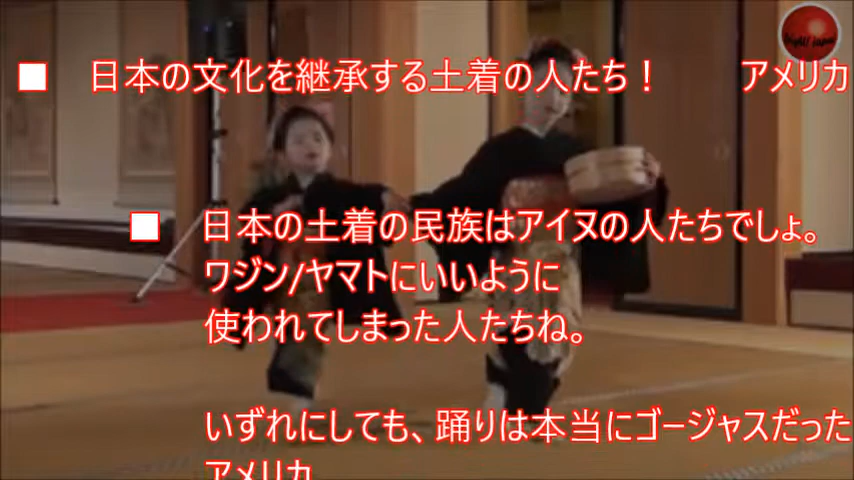 ■ 日本の文化を継承する土着の人たち！ アメリカ
■ 日本の土着の民族はアイヌの人たちでしょ。
ワジン/ヤマトにいいように
使われてしまった人たちね。
いずれにしても、踊りは本当にゴージャスだった
アメリカ